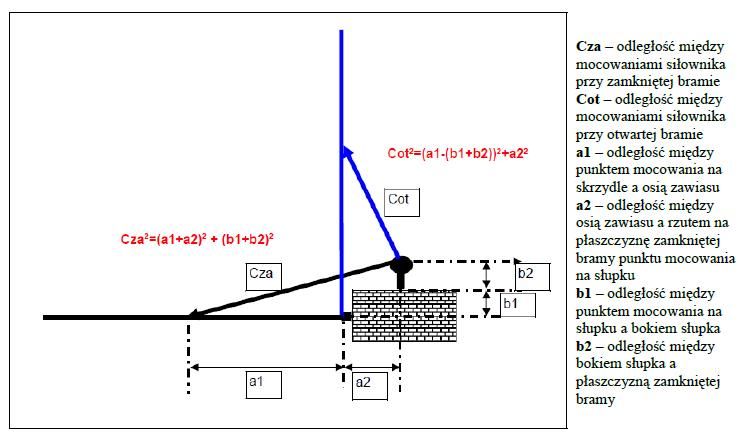 Cot²=(a1-(b1+b2))²+a2²
Cot
Cza²=(a1+a2)² + (b1+b2)²
Cza
b2
b1
a1
a2
Cza – odległość między
mocowaniami siłownika
przy zamkniętej bramie
Cot – odległość między
mocowaniami siłownika
przy otwartej bramie
a1 – odległość między
punktem mocowania na
skrzydle a osią zawiasu
a2 – odległość między
osią zawiasu a rzutem na
płaszczyznę zamkniętej
bramy punktu mocowania
na słupku
b1 – odległość między
punktem mocowania na
słupku a bokiem słupka
b2 – odległość między
bokiem słupka a
płaszczyzną zamkniętej
bramy